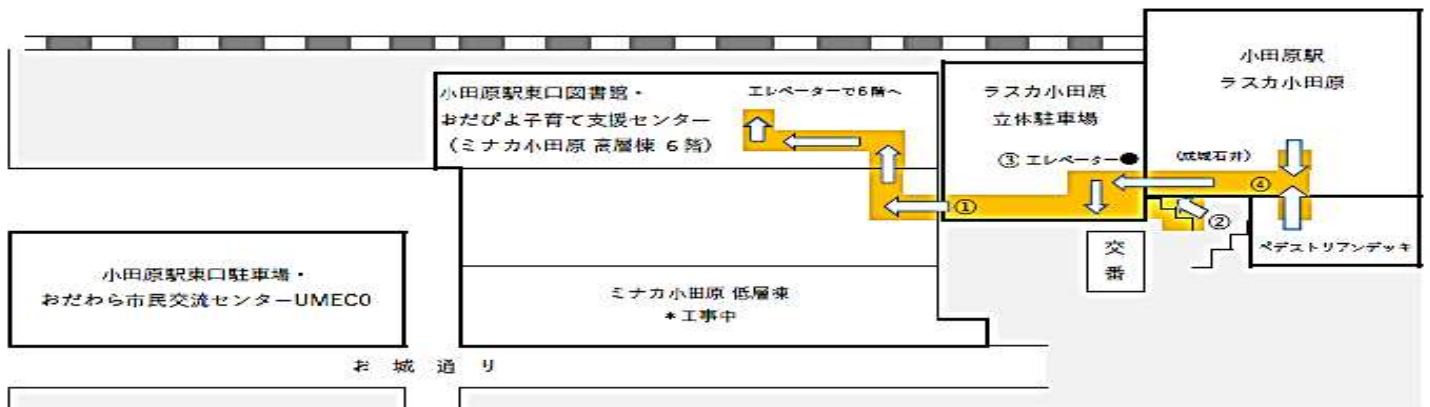 小田原駅
ラスカ小田原
小田原駅東口図書館・
おだぴよ子育て支援センター
(ミナカ小田原 高層棟 6階)
エレベーターで6階へ
ラスカ小田原
立体駐車場
③エレベーター●
(成城石井)
④
①
②
ペデストリアンデッキ
交
番
小田原駅東口駐車場・
おだわら市民交流センターUMECO
ミナカ小田原 低層棟
*工事中
お城通り